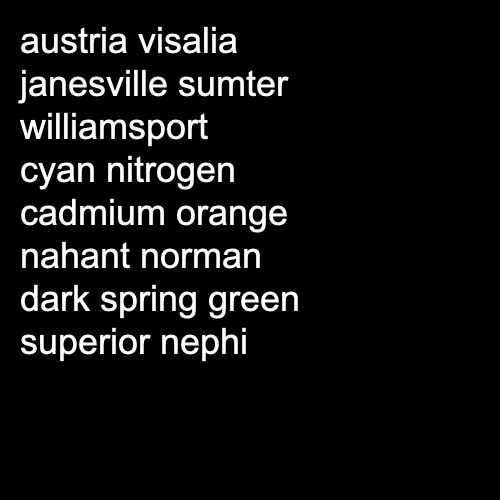 austria visalia
janesville sumter
williamsport
cyan nitrogen
cadmium orange
nahant norman
dark spring green
superior nephi